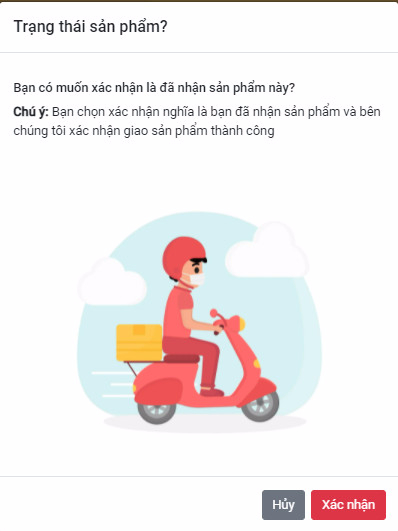 Trạng thái sản phẩm?
Bạn có muốn xác nhận là đã nhận sản phẩm này?
Chú ý: Bạn chọn xác nhận nghĩa là bạn đã nhận sản phẩm và bên
chúng tôi xác nhận giao sản phẩm thành công
Hủy
Xác nhận